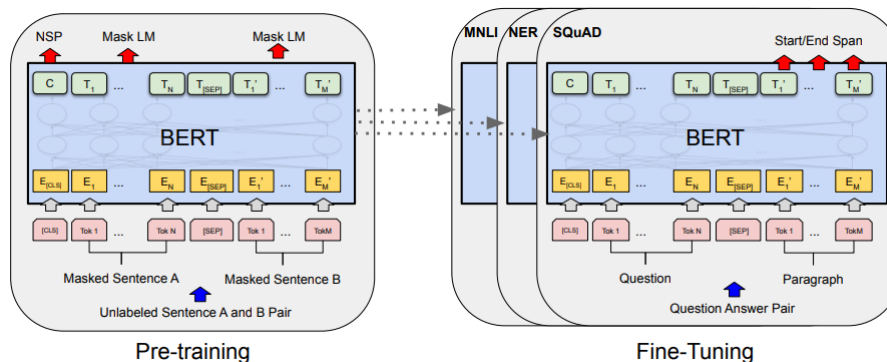 NSP Mask LM Mask LM
C T1 ... TN T[SEP] T1' ... TM'
BERT
E[CLS] E1 ... EN E[SEP] E1' ... EM'
[CLS] Tok 1 ... Tok N [SEP] Tok 1 ... TokM
Masked Sentence A Masked Sentence B
Unlabeled Sentence A and B Pair
Pre-training
MNLI NER SQuAD
Start/End Span
C T1 ... TN T[SEP] T1' ... TM'
BERT
E[CLS] E1 ... EN E[SEP] E1' ... EM'
[CLS] Tok 1 ... Tok N [SEP] Tok 1 ... TokM
Question Paragraph
Question Answer Pair
Fine-Tuning